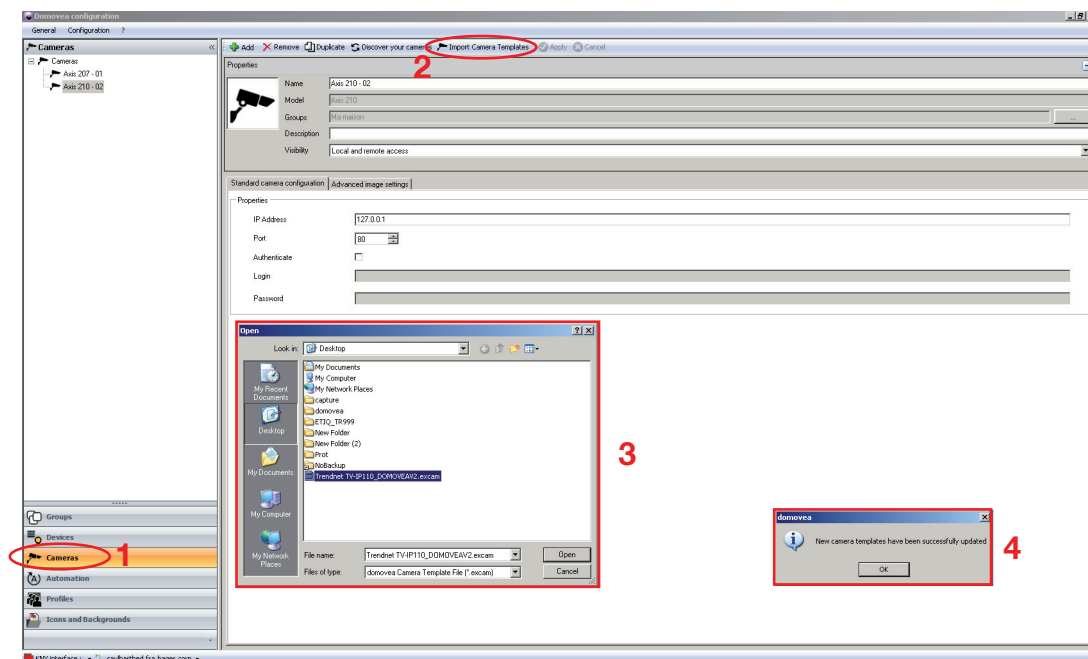 Domovea configuration
General Configuration ?
Cameras «
Add Remove Duplicate Discover your cameras Import Camera Templates Apply Cancel
2
Cameras
Axis 207 - 01
Axis 210 - 02
Properties
Name Axis 210 - 02
Model Axis 210
Groups Ma maison ...
Description
Visibility Local and remote access
Standard camera configuration Advanced image settings
Properties
IP Address 127.0.0.1
Port 80
Authenticate
Login
Password
Open
Look in: Desktop
My Recent Documents
Desktop
My Documents
My Computer
My Network Places
My Documents
My Computer
My Network Places
capture
domovea
ETIQ_TR999
New Folder
New Folder (2)
Prot
NoBackup
Trendnet TV-IP110_DOMOVEAV2.excam
File name: Trendnet TV-IP110_DOMOVEAV2.excam Open
Files of type: domovea Camera Template File (*.excam) Cancel
3
domovea
New camera templates have been successfully updated
OK
4
Groups
Devices
Cameras
1
Automation
Profiles
Icons and Backgrounds